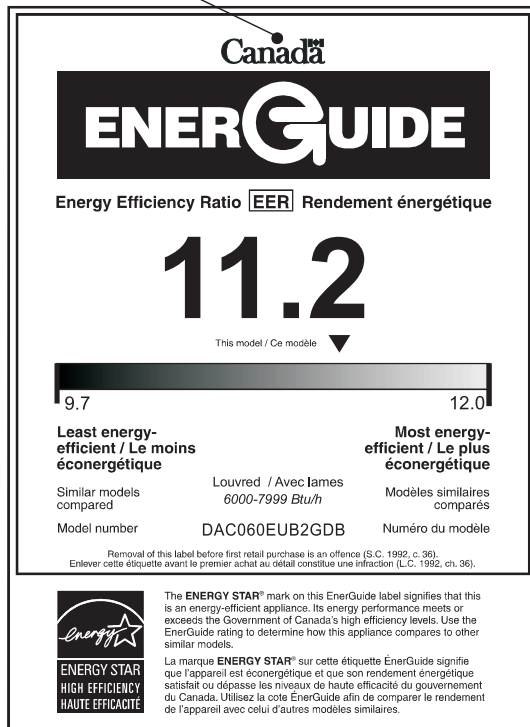 Canada
ENERGUIDE
Energy Efficiency Ratio EER Rendement énergétique
11.2
This model / Ce modèle
9.7 12.0
Least energy-efficient / Le moins éconergétique
Most energy-efficient / Le plus éconergétique
Similar models compared
Louvred / Avec lames
6000-7999 Btu/h
Modèles similaires comparés
Model number DAC060EUB2GDB Numéro du modèle
Removal of this label before first retail purchase is an offence (S.C. 1992, c. 36).
Enlever cette étiquette avant le premier achat au détail constitue une infraction (L.C. 1992, ch. 36).
energy
ENERGY STAR
HIGH EFFICIENCY
HAUTE EFFICACITÉ
The ENERGY STAR® mark on this EnerGuide label signifies that this
is an energy-efficient appliance. Its energy performance meets or
exceeds the Government of Canada's high efficiency levels. Use the
EnerGuide rating to determine how this appliance compares to other
similar models.
La marque ENERGY STAR® sur cette étiquette ÉnerGuide signifie
que l'appareil est éconergétique et que son rendement énergétique
satisfait ou dépasse les niveaux de haute efficacité du gouvernement
du Canada. Utilisez la cote ÉnerGuide afin de comparer le rendement
de l'appareil avec celui d'autres modèles similaires.